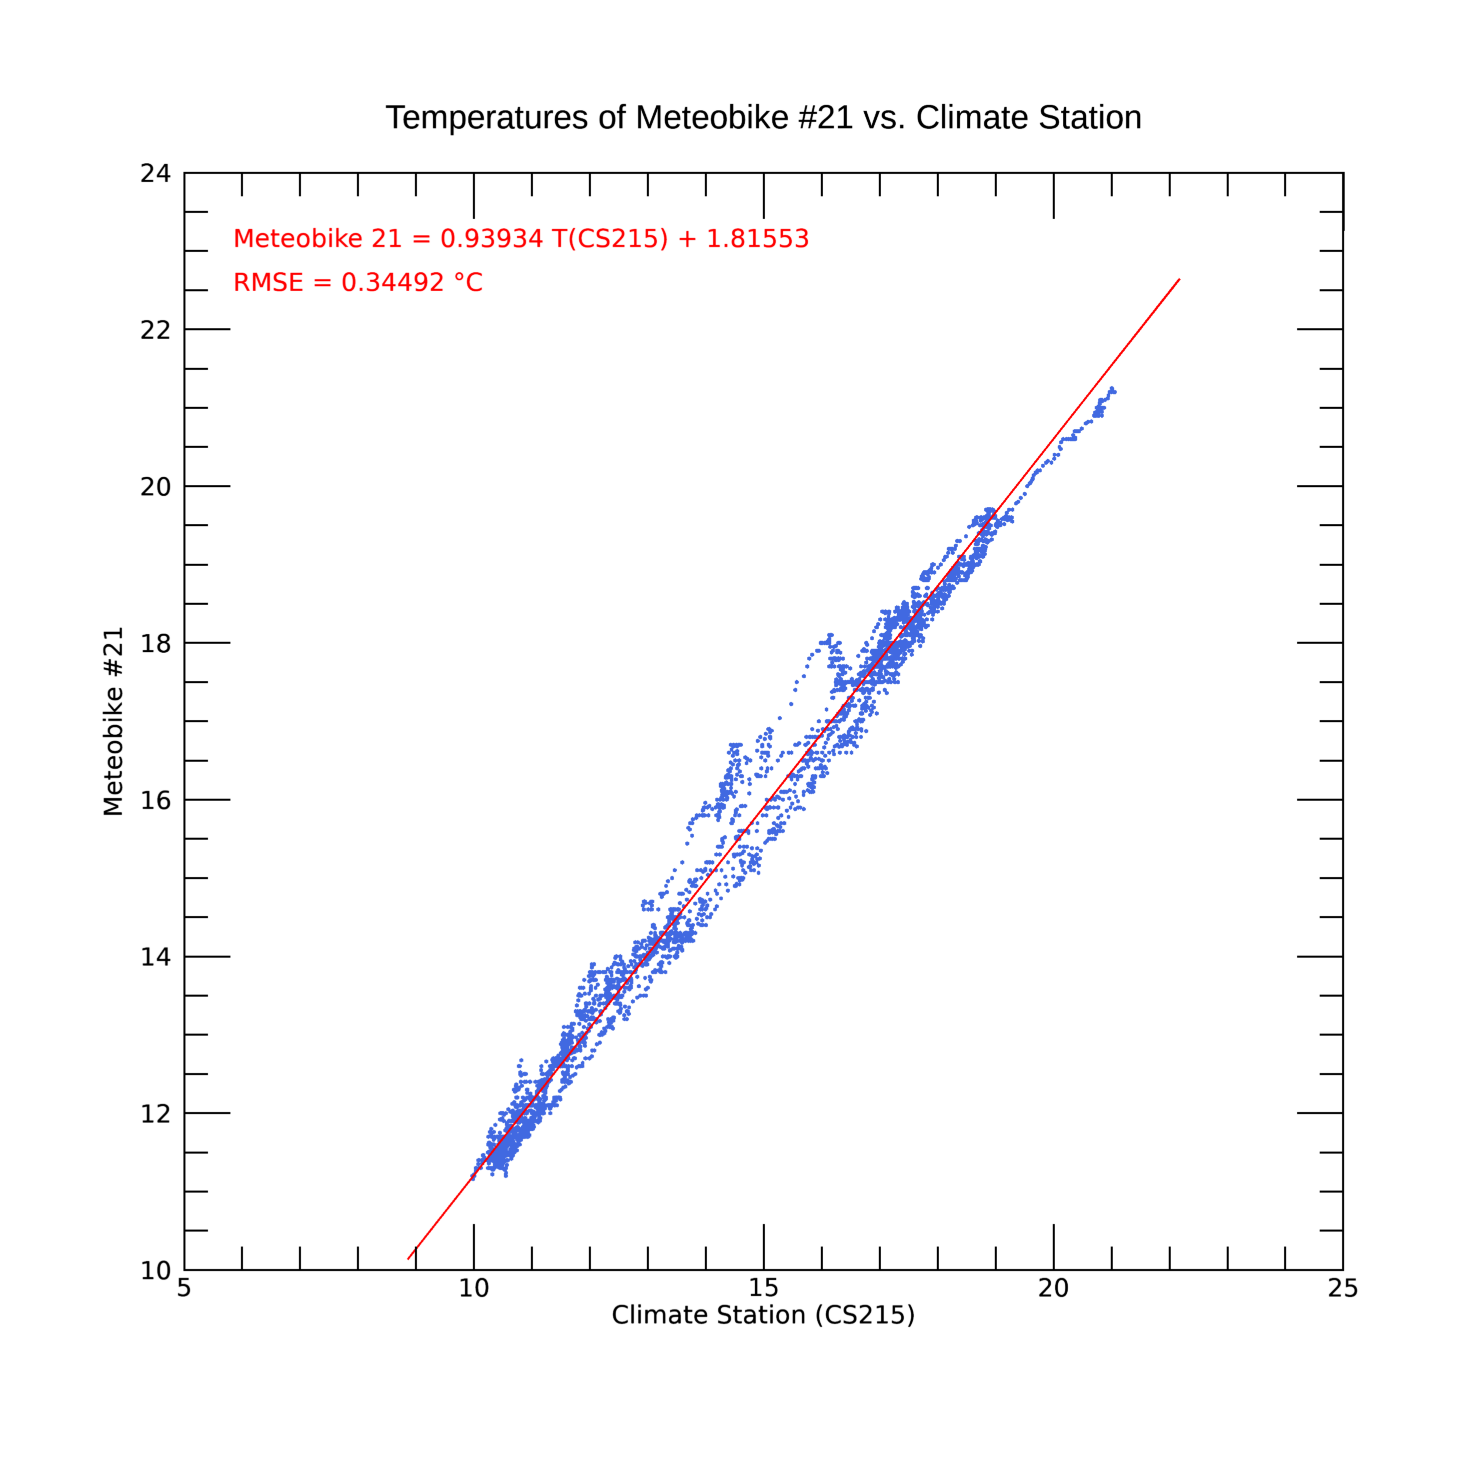 Temperatures of Meteobike #21 vs. Climate Station
Meteobike 21 = 0.93934 T(CS215) + 1.81553
RMSE = 0.34492 °C
Meteobike #21
24
22
20
18
16
14
12
10
5 10 15 20 25
Climate Station (CS215)